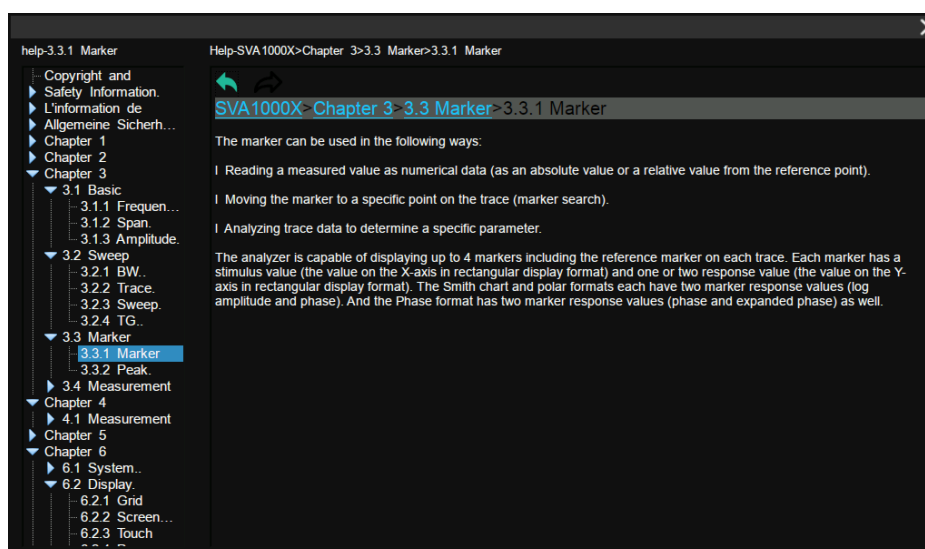 help-3.3.1 Marker
Help-SVA1000X>Chapter 3>3.3 Marker>3.3.1 Marker
Copyright and
Safety Information.
L'information de
Allgemeine Sicherh...
Chapter 1
Chapter 2
Chapter 3
3.1 Basic
3.1.1 Frequen...
3.1.2 Span.
3.1.3 Amplitude.
3.2 Sweep
3.2.1 BW..
3.2.2 Trace.
3.2.3 Sweep.
3.2.4 TG..
3.3 Marker
3.3.1 Marker
3.3.2 Peak.
3.4 Measurement
Chapter 4
4.1 Measurement
Chapter 5
Chapter 6
6.1 System..
6.2 Display.
6.2.1 Grid
6.2.2 Screen...
6.2.3 Touch
SVA1000X>Chapter 3>3.3 Marker>3.3.1 Marker
The marker can be used in the following ways:
l Reading a measured value as numerical data (as an absolute value or a relative value from the reference point).
l Moving the marker to a specific point on the trace (marker search).
l Analyzing trace data to determine a specific parameter.
The analyzer is capable of displaying up to 4 markers including the reference marker on each trace. Each marker has a
stimulus value (the value on the X-axis in rectangular display format) and one or two response value (the value on the Y-
axis in rectangular display format). The Smith chart and polar formats each have two marker response values (log
amplitude and phase). And the Phase format has two marker response values (phase and expanded phase) as well.